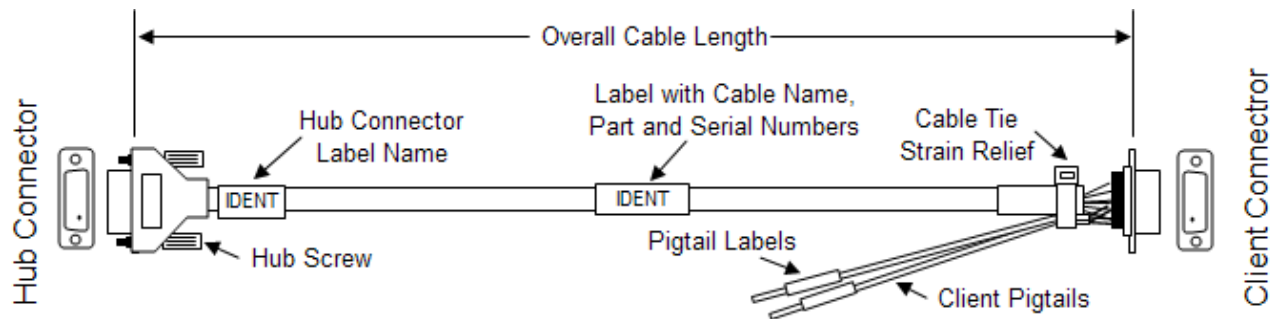 Overall Cable Length
Label with Cable Name,
Part and Serial Numbers
Hub Connector
Label Name
Cable Tie
Strain Relief
Hub Connector
IDENT
IDENT
Client Connectror
Hub Screw
Pigtail Labels
Client Pigtails